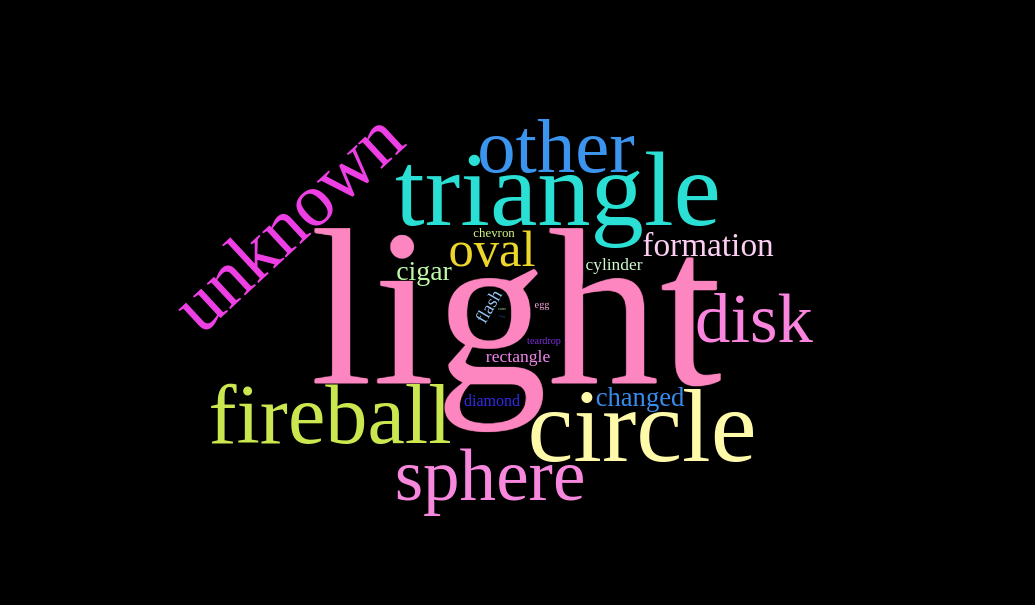 other
unknown
triangle
chevron
oval
formation
cylinder
cigar
light
flash
egg
disk
teardrop
rectangle
fireball
diamond
changed
circle
sphere